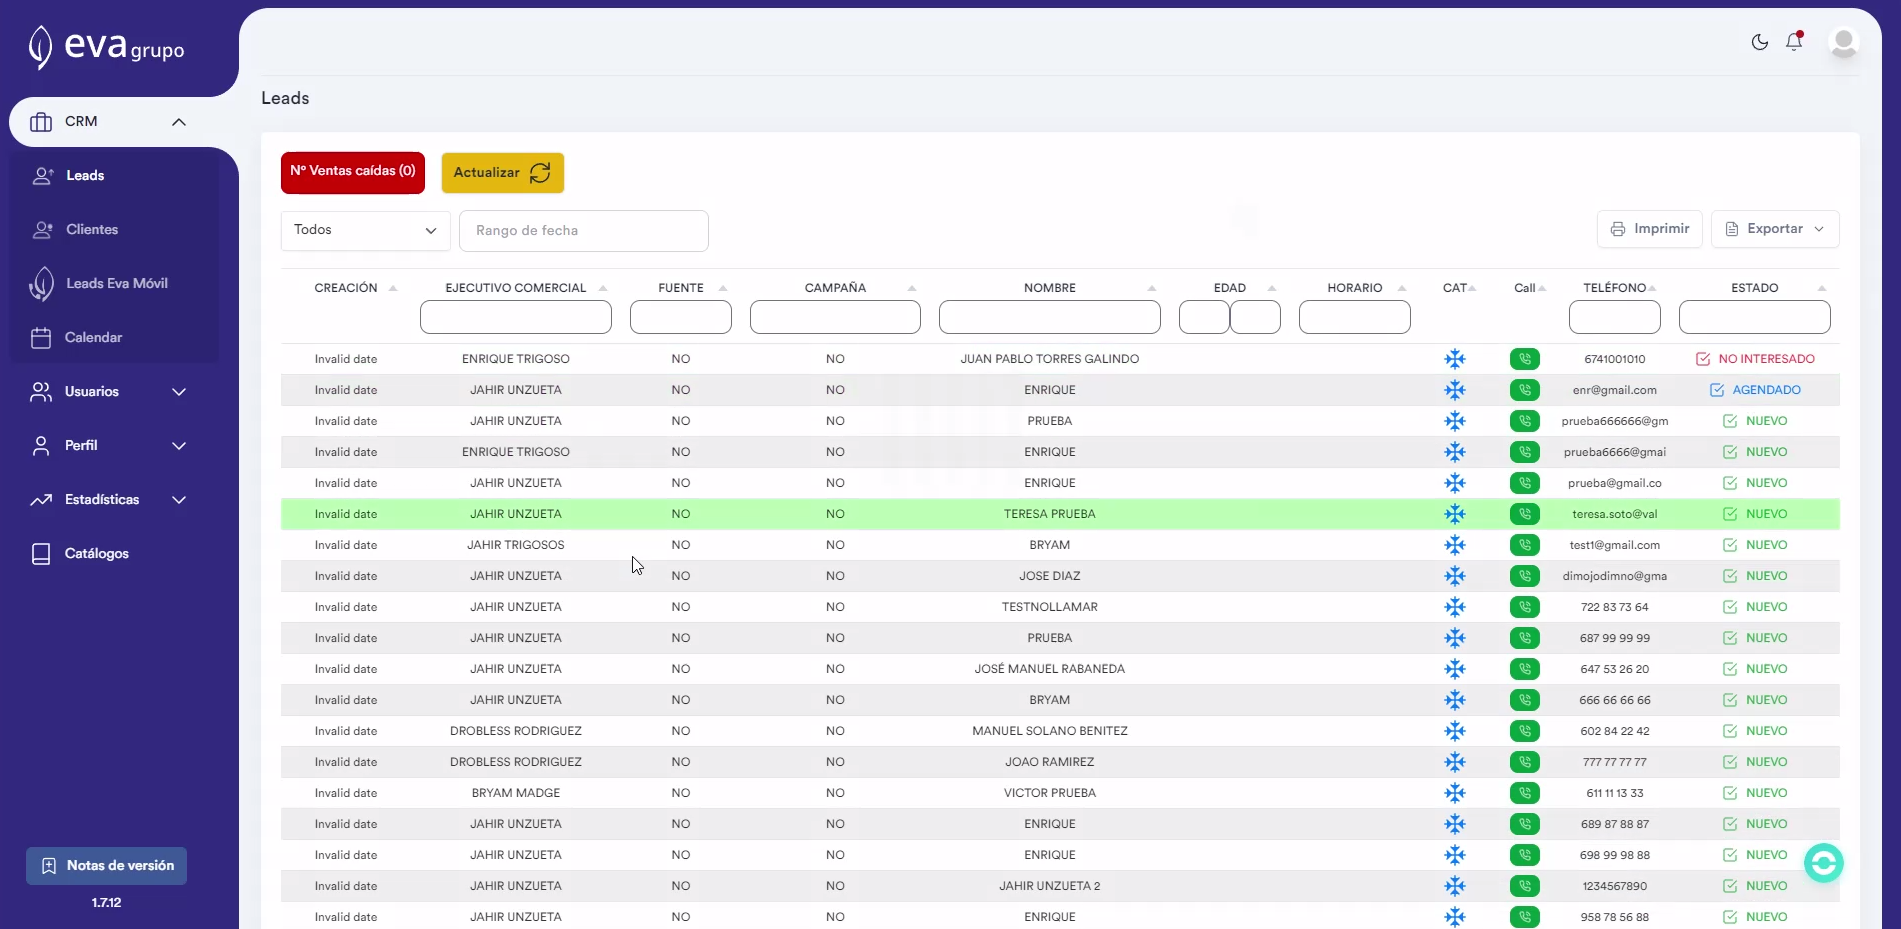 eva grupo
CRM
Leads
Clientes
Leads Eva Móvil
Calendar
Usuarios
Perfil
Estadísticas
Catálogos
Notas de versión
1.7.12
Leads
Nº Ventas caídas (0) Actualizar
Todos Rango de fecha Imprimir Exportar
CREACIÓN EJECUTIVO COMERCIAL FUENTE CAMPAÑA NOMBRE EDAD HORARIO CAT Call TELÉFONO ESTADO
Invalid date ENRIQUE TRIGOSO NO NO JUAN PABLO TORRES GALINDO 6741001010 NO INTERESADO
Invalid date JAHIR UNZUETA NO NO ENRIQUE enr@gmail.com AGENDADO
Invalid date JAHIR UNZUETA NO NO PRUEBA prueba666666@gm NUEVO
Invalid date ENRIQUE TRIGOSO NO NO ENRIQUE prueba6666@gmai NUEVO
Invalid date JAHIR UNZUETA NO NO ENRIQUE prueba@gmail.co NUEVO
Invalid date JAHIR UNZUETA NO NO TERESA PRUEBA teresa.soto@val NUEVO
Invalid date JAHIR TRIGOSOS NO NO BRYAM test1@gmail.com NUEVO
Invalid date JAHIR UNZUETA NO NO JOSE DIAZ dimojodimno@gma NUEVO
Invalid date JAHIR UNZUETA NO NO TESTNOLLAMAR 722 83 73 64 NUEVO
Invalid date JAHIR UNZUETA NO NO PRUEBA 687 99 99 99 NUEVO
Invalid date JAHIR UNZUETA NO NO JOSÉ MANUEL RABANEDA 647 53 26 20 NUEVO
Invalid date JAHIR UNZUETA NO NO BRYAM 666 66 66 66 NUEVO
Invalid date DROBLESS RODRIGUEZ NO NO MANUEL SOLANO BENITEZ 602 84 22 42 NUEVO
Invalid date DROBLESS RODRIGUEZ NO NO JOAO RAMIREZ 777 77 77 77 NUEVO
Invalid date BRYAM MADGE NO NO VICTOR PRUEBA 611 11 13 33 NUEVO
Invalid date JAHIR UNZUETA NO NO ENRIQUE 689 87 88 87 NUEVO
Invalid date JAHIR UNZUETA NO NO ENRIQUE 698 99 98 88 NUEVO
Invalid date JAHIR UNZUETA NO NO JAHIR UNZUETA 2 1234567890 NUEVO
Invalid date JAHIR UNZUETA NO NO ENRIQUE 958 78 56 88 NUEVO